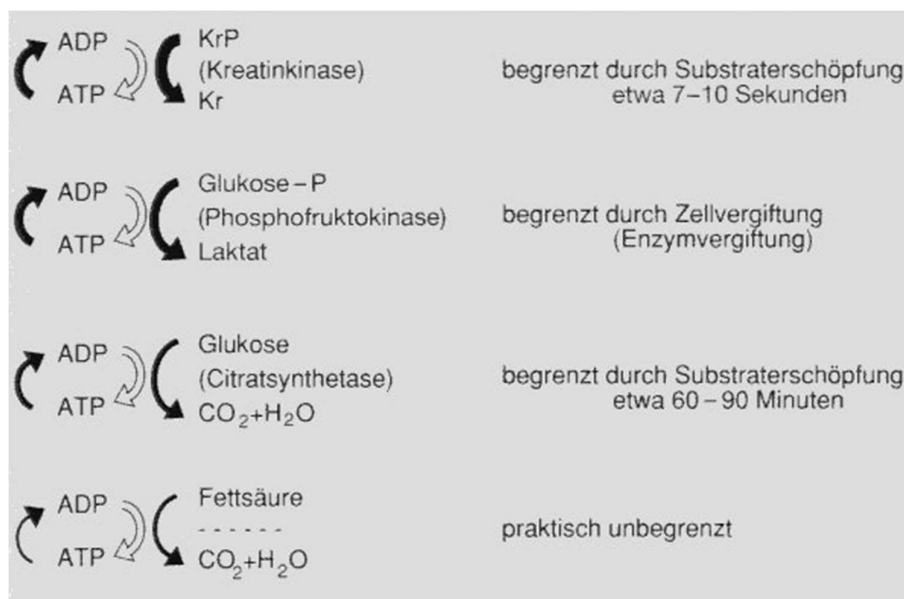 ADP
ATP
KrP
(Kreatinkinase)
Kr
begrenzt durch Substraterschöpfung
etwa 7–10 Sekunden
ADP
ATP
Glukose–P
(Phosphofruktokinase)
Laktat
begrenzt durch Zellvergiftung
(Enzymvergiftung)
ADP
ATP
Glukose
(Citratsynthetase)
CO₂+H₂O
begrenzt durch Substraterschöpfung
etwa 60–90 Minuten
ADP
ATP
Fettsäure
------
CO₂+H₂O
praktisch unbegrenzt